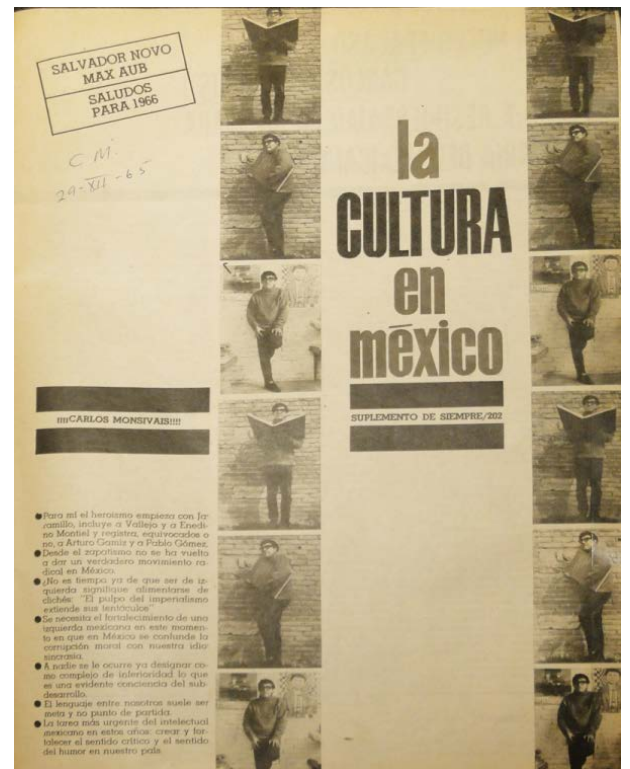 SALVADOR NOVO
MAX AUB
SALUDOS
PARA 1966
C M.
29-XII-65
la
CULTURA
en
méxico
SUPLEMENTO DE SIEMPRE/202
¡¡¡¡CARLOS MONSIVAIS!!!!
Para mí el heroísmo empieza con Ja-
ramillo, incluye a Vallejo y a Enedi-
no Montiel y registra, equivocados o
no, a Arturo Gamiz y a Pablo Gómez.
Desde el zapatismo no se ha vuelto
a dar un verdadero movimiento ra-
dical en México.
¿No es tiempo ya de que ser de iz-
quierda signifique alimentarse de
clichés: "El pulpo del imperialismo
extiende sus tentáculos"
Se necesita el fortalecimiento de una
izquierda mexicana en este momen-
to en que en México se confunde la
corrupción moral con nuestra idio-
sincrasia.
A nadie se le ocurre ya designar co-
mo complejo de inferioridad lo que
es una evidente conciencia del sub-
desarrollo.
El lenguaje entre nosotros suele ser
meta y no punto de partida.
La tarea más urgente del intelectual
mexicano en estos años: crear y for-
talecer el sentido crítico y el sentido
del humor en nuestro país.